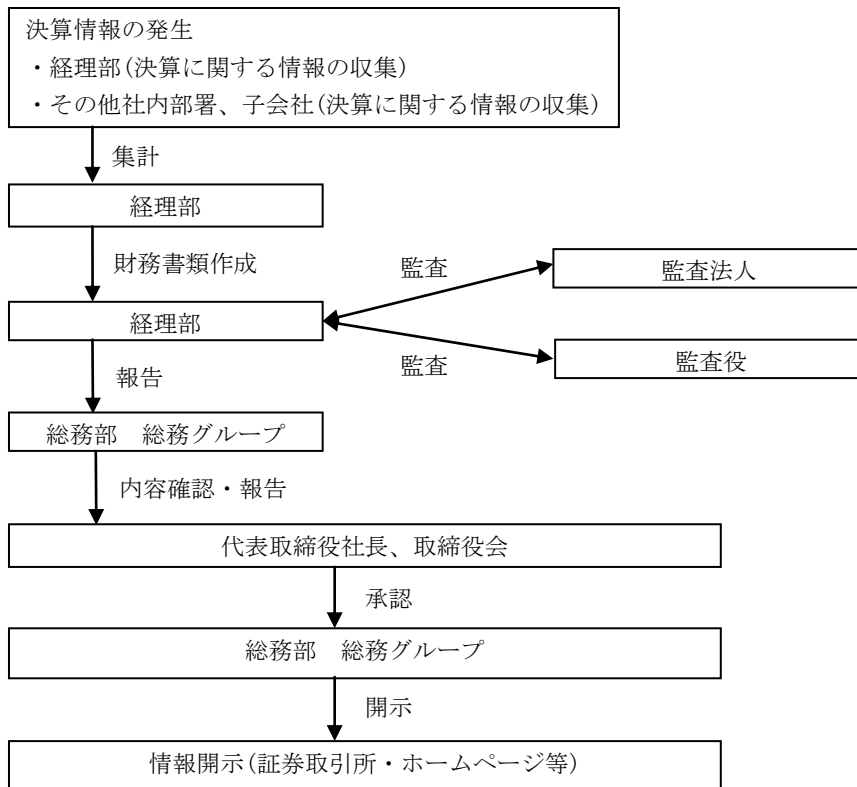 決算情報の発生
・経理部(決算に関する情報の収集)
・その他社内部署、子会社(決算に関する情報の収集)
集計
経理部
財務書類作成
監査
監査法人
経理部
監査
監査役
報告
総務部　総務グループ
内容確認・報告
代表取締役社長、取締役会
承認
総務部　総務グループ
開示
情報開示(証券取引所・ホームページ等)